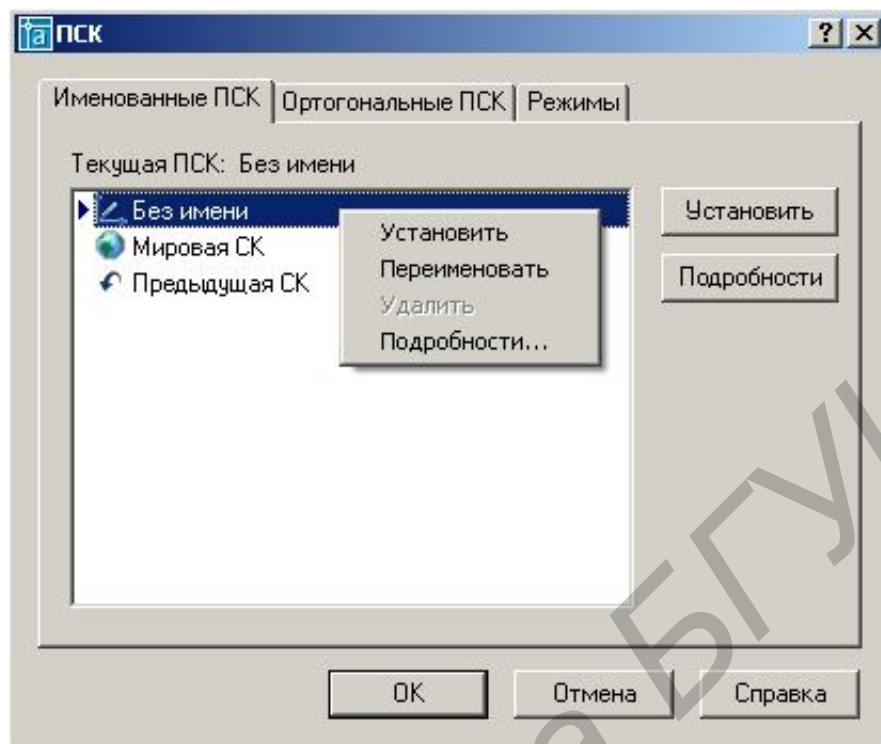 ПСК
Именованные ПСК Ортогональные ПСК Режимы
Текущая ПСК: Без имени
Без имени
Мировая СК
Предыдущая СК
Установить
Переименовать
Удалить
Подробности...
Установить
Подробности
OK Отмена Справка